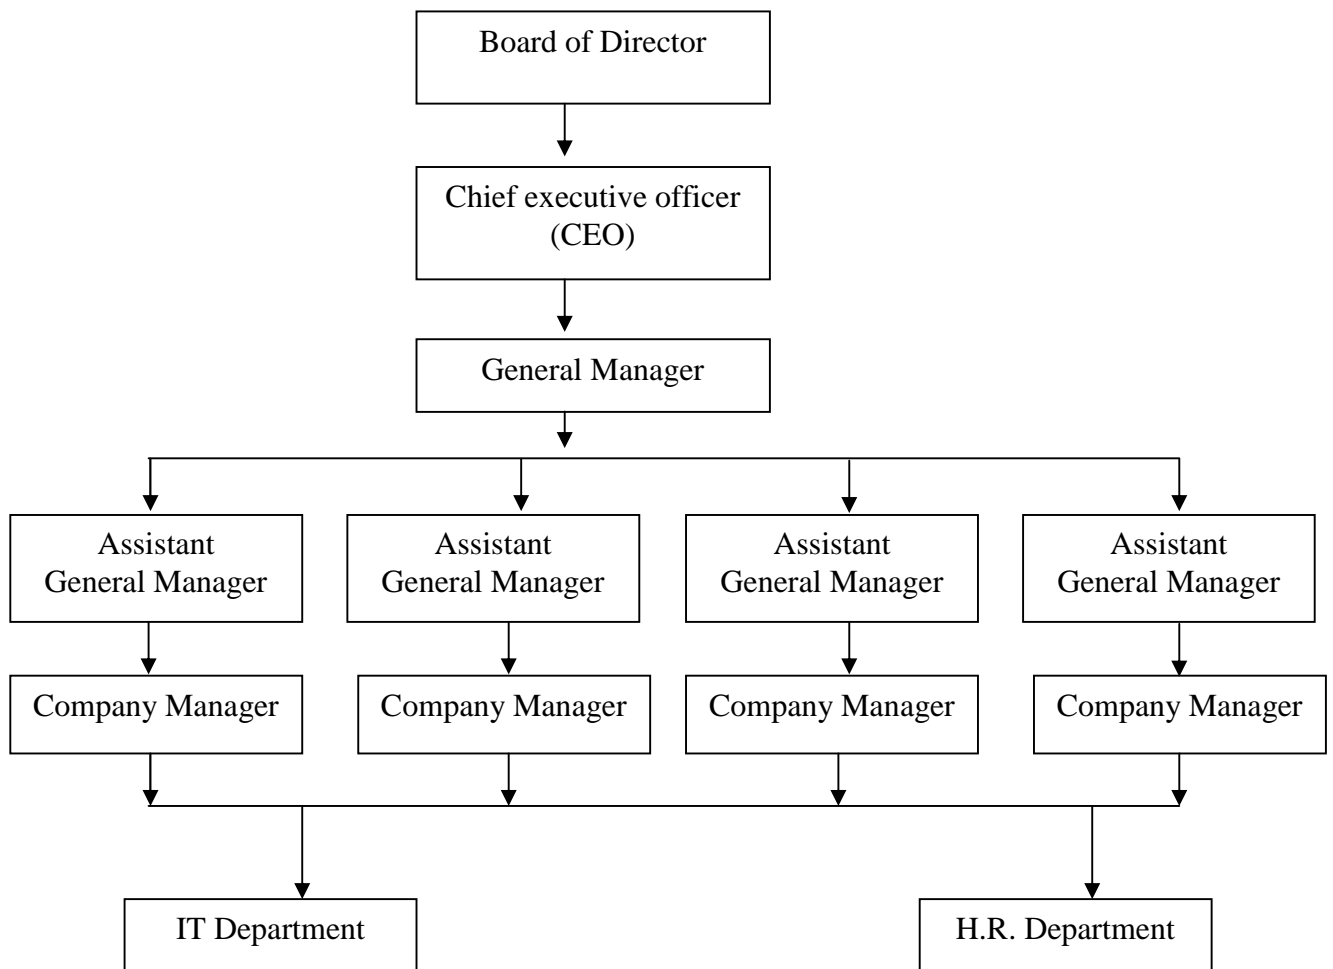 Board of Director
Chief executive officer
(CEO)
General Manager
Assistant
General Manager
Assistant
General Manager
Assistant
General Manager
Assistant
General Manager
Company Manager
Company Manager
Company Manager
Company Manager
IT Department
H.R. Department